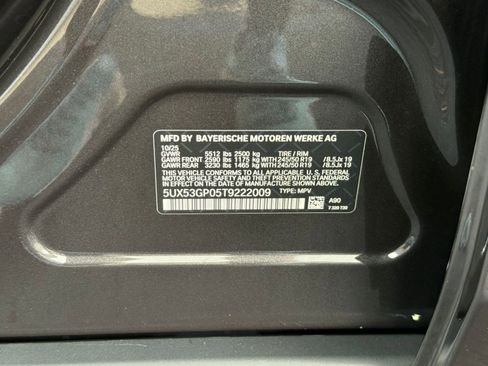 MFD BY BAYERISCHE MOTOREN WERKE AG
10/25
GVWR 5512 lbs 2500 kg TIRE / RIM
GAWR FRONT 2590 lbs 1175 kg WITH 245/50 R19 /8.5Jx 19
GAWR REAR 3230 lbs 1465 kg WITH 245/50 R19 /8.5Jx 19
THIS VEHICLE CONFORMS TO ALL APPLICABLE U. S. FEDERAL
MOTOR VEHICLE SAFETY AND THEFT PREVENTION
STANDARDS IN EFFECT ON THE DATE OF MANUFACTURE
SHOWN ABOVE.
5UX53GP05T9222009 TYPE: MPV
A90